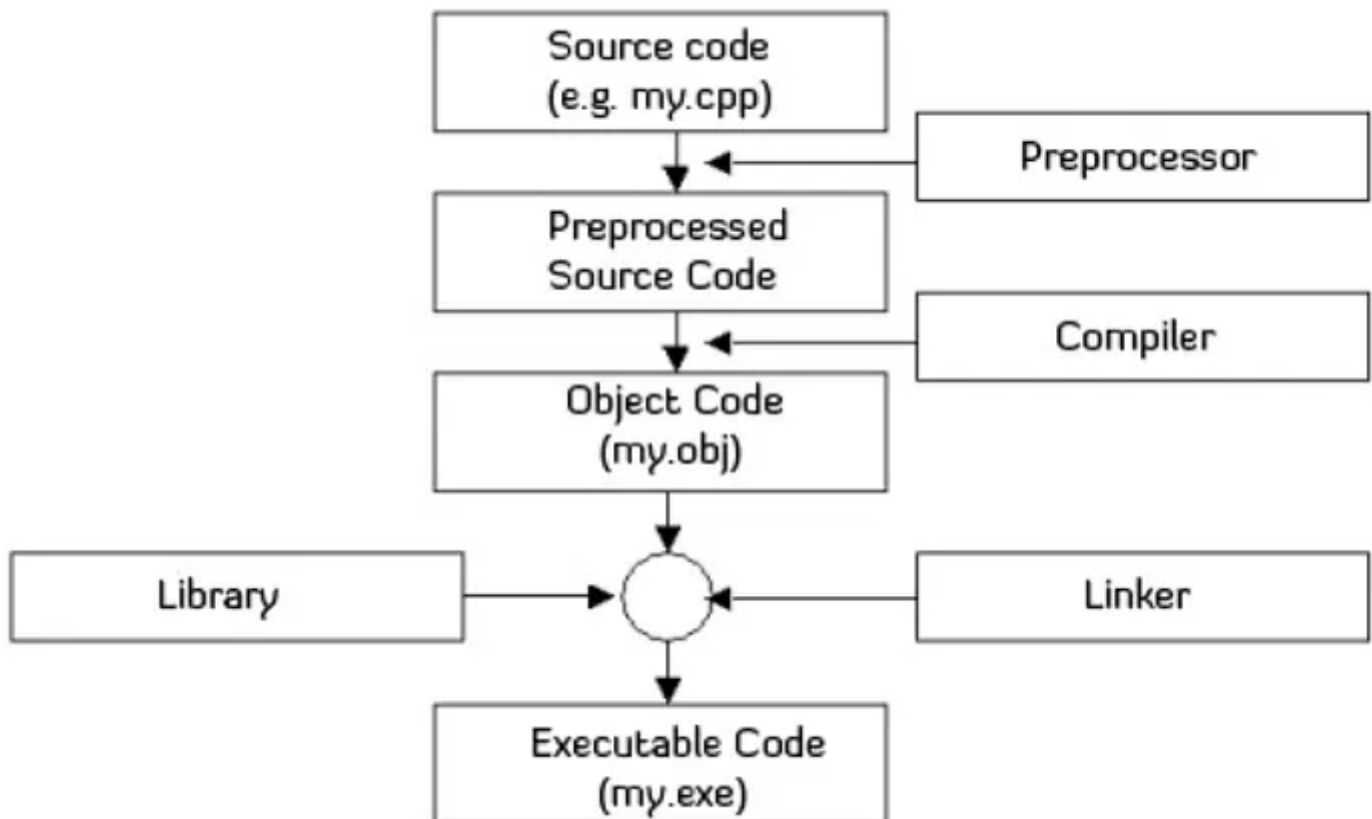 Source code
(e.g. my.cpp)
Preprocessor
Preprocessed
Source Code
Compiler
Object Code
(my.obj)
Library
Linker
Executable Code
(my.exe)